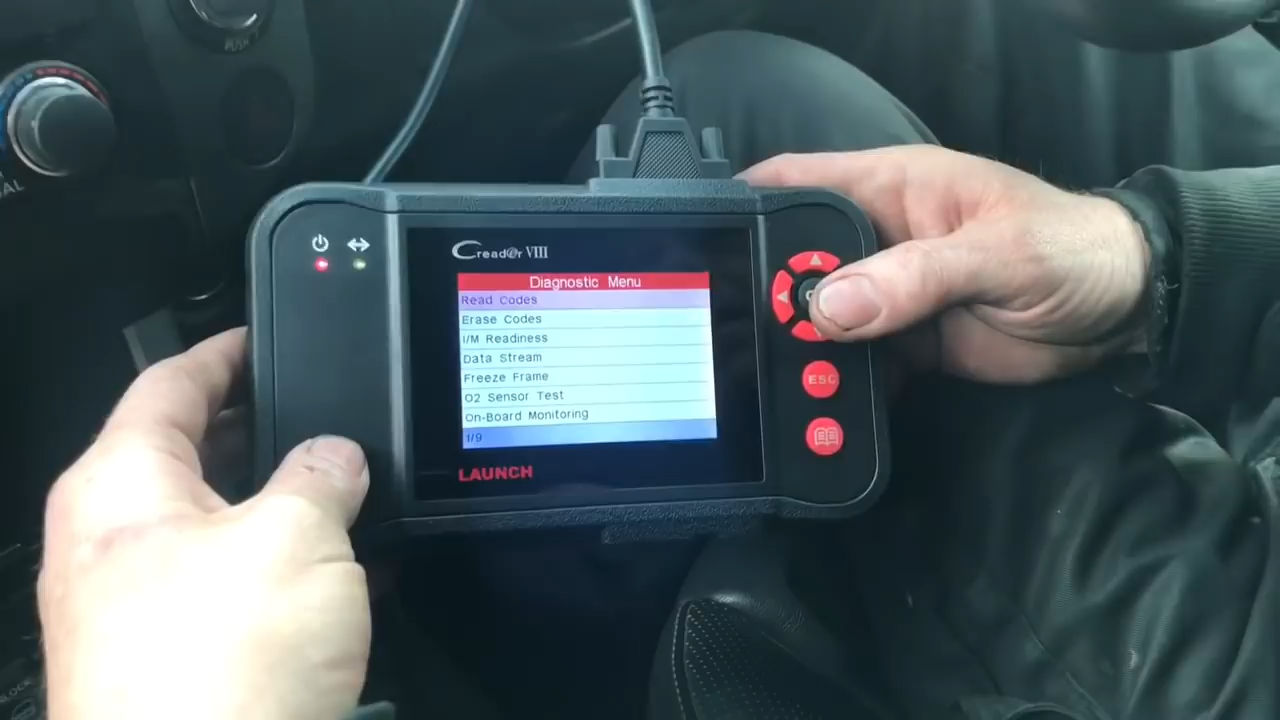 PUSH
Cread@r VIII
Diagnostic Menu
Read Codes
Erase Codes
I/M Readiness
Data Stream
Freeze Frame
O2 Sensor Test
On-Board Monitoring
1/9
LAUNCH
ESC